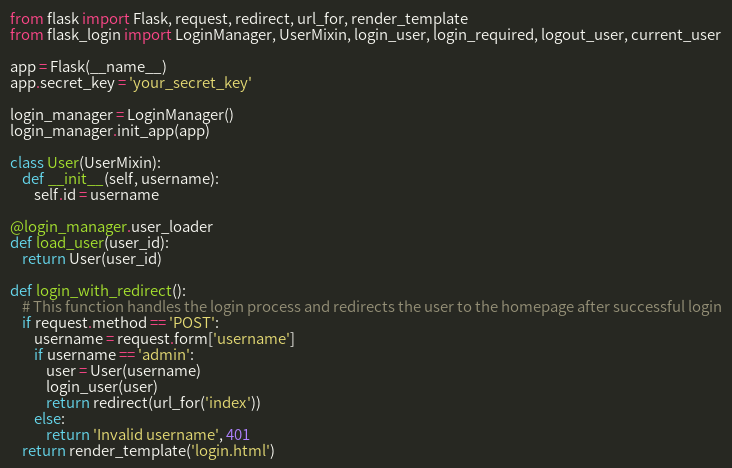 from flask import Flask, request, redirect, url_for, render_template
from flask_login import LoginManager, UserMixin, login_user, login_required, logout_user, current_user

app = Flask(__name__)
app.secret_key = 'your_secret_key'

login_manager = LoginManager()
login_manager.init_app(app)

class User(UserMixin):
    def __init__(self, username):
        self.id = username

@login_manager.user_loader
def load_user(user_id):
    return User(user_id)

def login_with_redirect():
    # This function handles the login process and redirects the user to the homepage after successful login
    if request.method == 'POST':
        username = request.form['username']
        if username == 'admin':
            user = User(username)
            login_user(user)
            return redirect(url_for('index'))
        else:
            return 'Invalid username', 401
    return render_template('login.html')